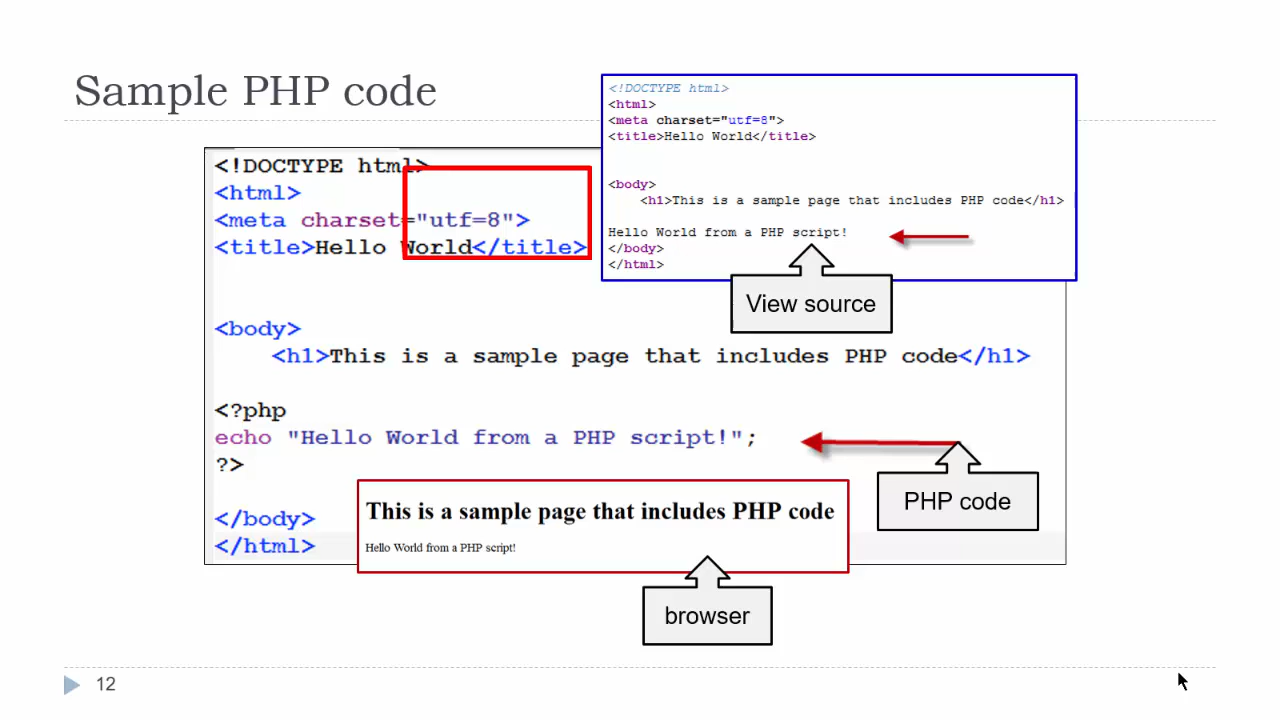 Sample PHP code
<!DOCTYPE html>
<html>
<meta charset="utf=8">
<title>Hello World</title>
<body>
<h1>This is a sample page that includes PHP code</h1>
Hello World from a PHP script!
</body>
</html>
View source
<!DOCTYPE html>
<html>
<meta charset="utf=8">
<title>Hello World</title>
<body>
<h1>This is a sample page that includes PHP code</h1>
<?php
echo "Hello World from a PHP script!";
?>
</body>
</html>
PHP code
This is a sample page that includes PHP code
Hello World from a PHP script!
browser
12